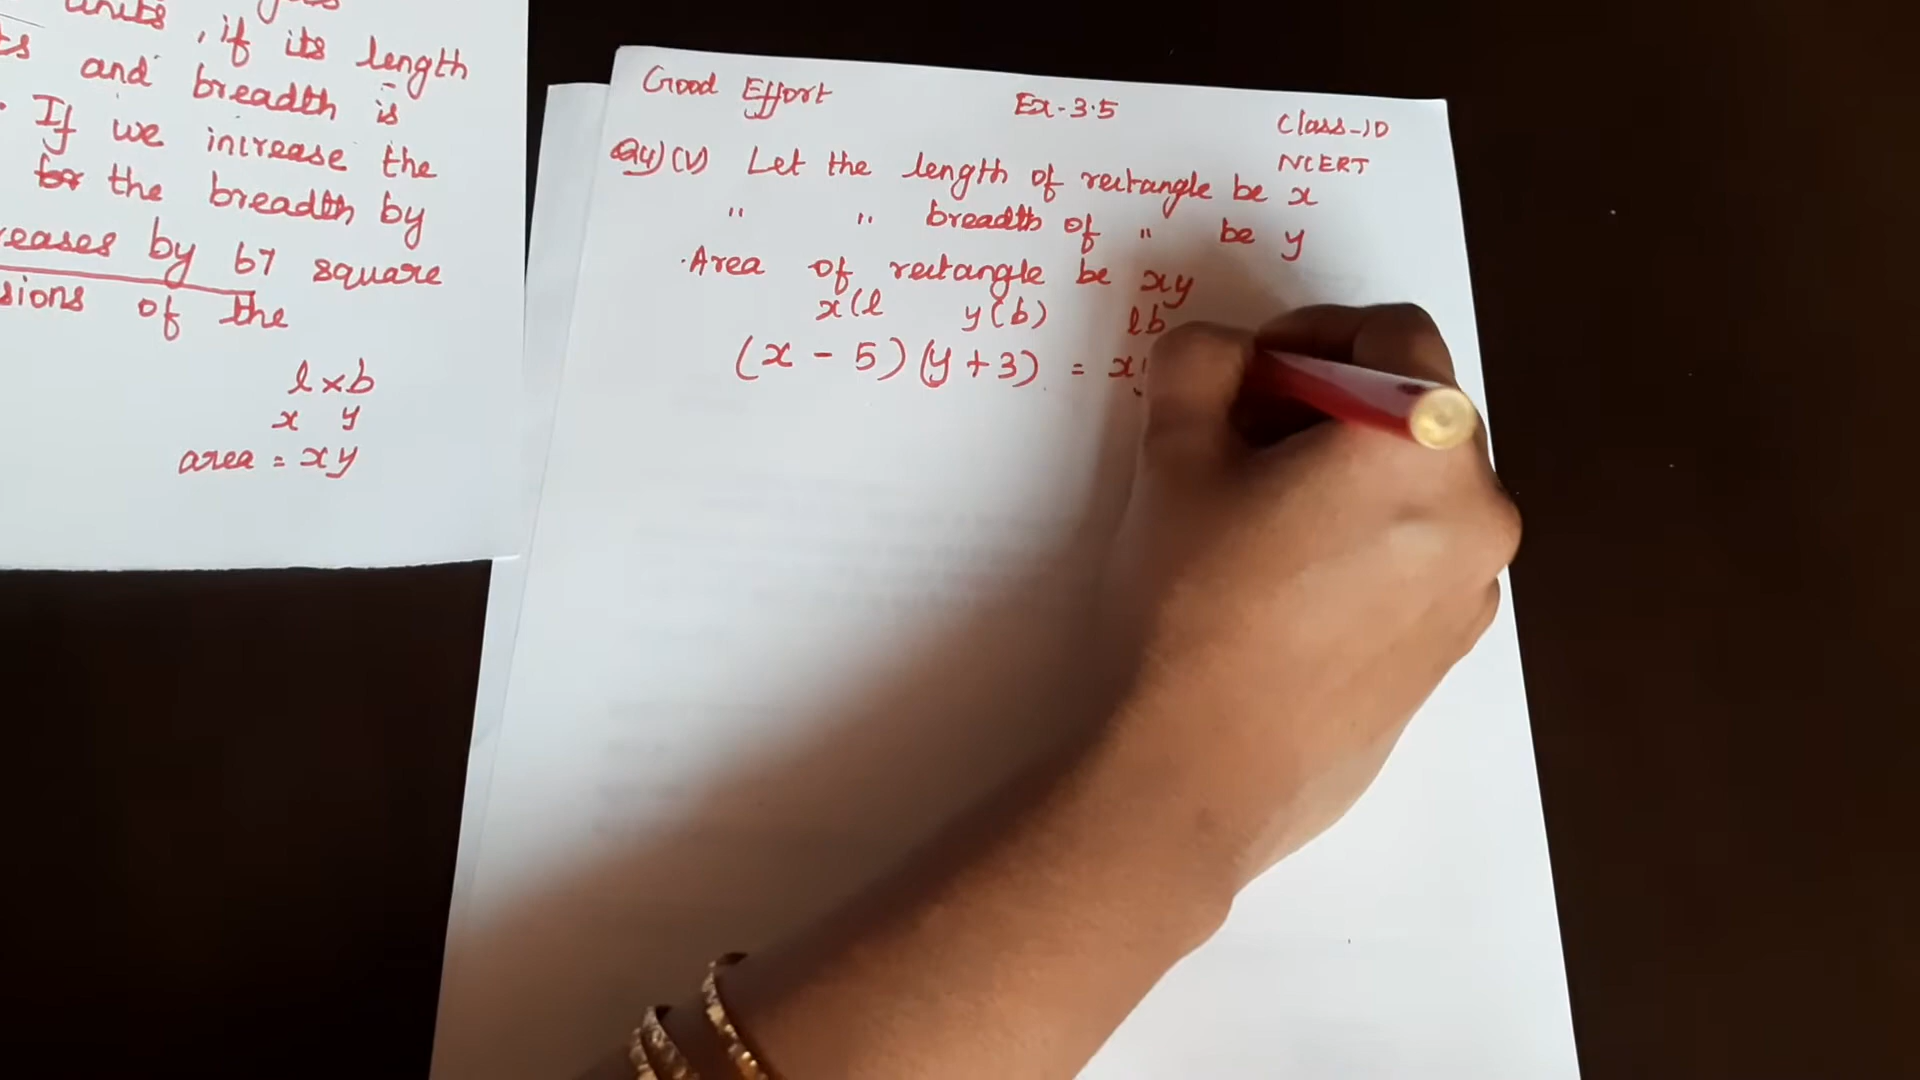 units, if its length
and breadth is
If we increase the
the breadth by
reases by 67 square
sions of the
l × b
x y
area = xy
Good Effort Ex-3.5 Class-10
NCERT
Q4) (V) Let the length of rectangle be x
" " breadth of " be y
Area of rectangle be xy
x(l y(b) lb
(x - 5) (y + 3) = xy